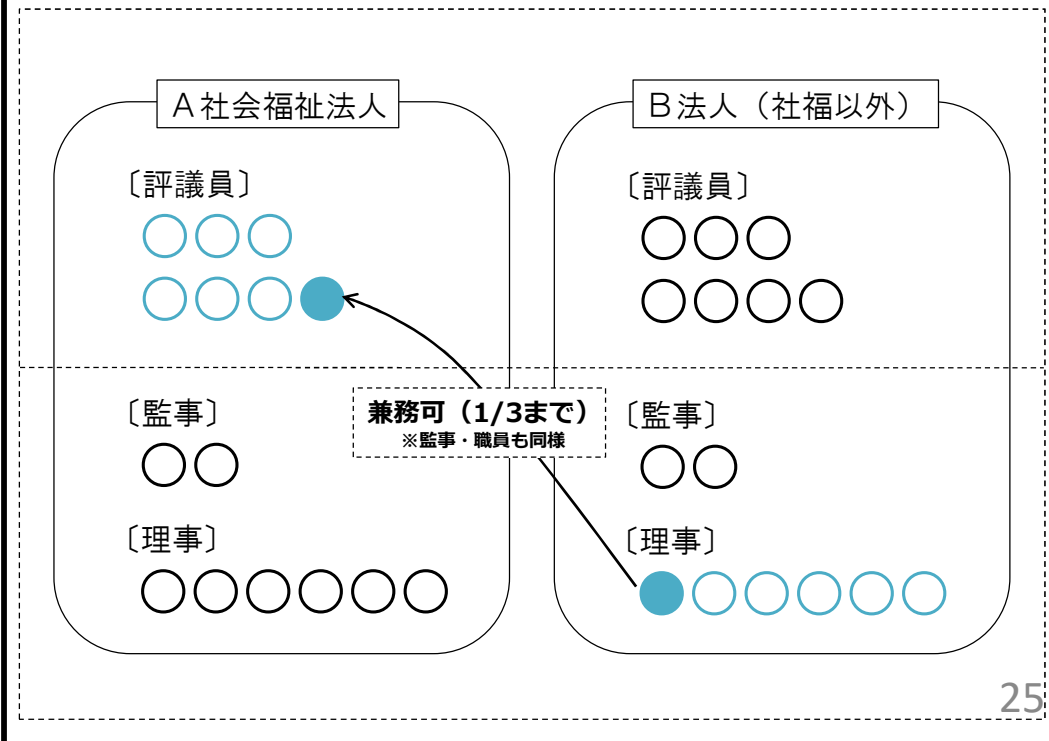 A社会福祉法人
〔評議員〕
〔監事〕
〔理事〕
B法人（社福以外）
〔評議員〕
〔監事〕
〔理事〕
兼務可（1/3まで）
※監事・職員も同様
25